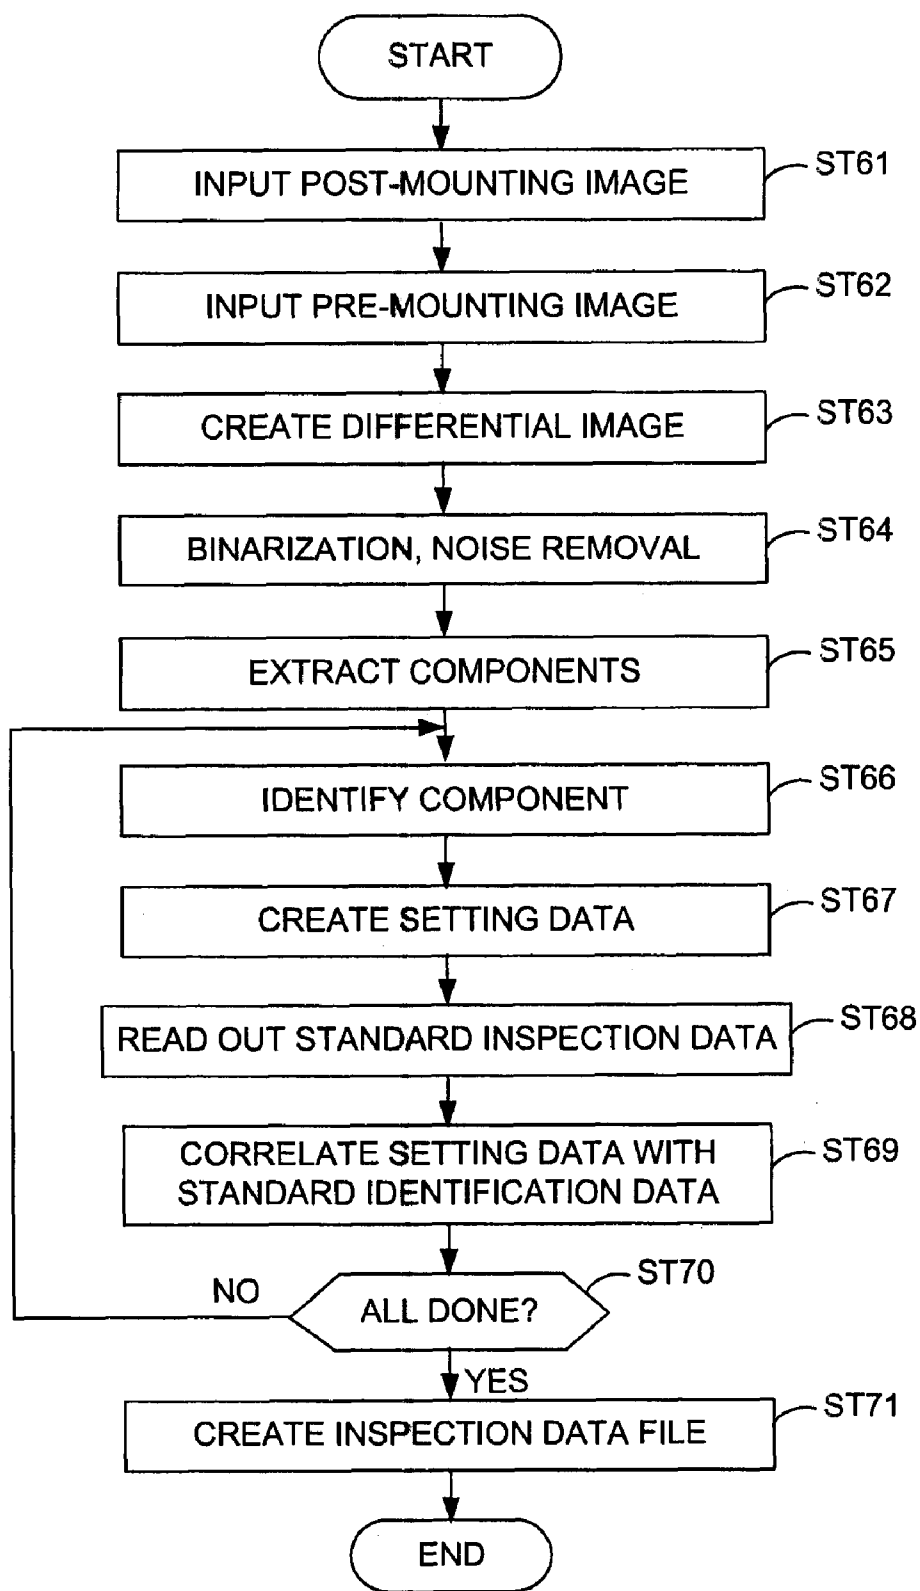 START
INPUT POST-MOUNTING IMAGE
ST61
INPUT PRE-MOUNTING IMAGE
ST62
CREATE DIFFERENTIAL IMAGE
ST63
BINARIZATION, NOISE REMOVAL
ST64
EXTRACT COMPONENTS
ST65
IDENTIFY COMPONENT
ST66
CREATE SETTING DATA
ST67
READ OUT STANDARD INSPECTION DATA
ST68
CORRELATE SETTING DATA WITH
STANDARD IDENTIFICATION DATA
ST69
NO
ALL DONE?
ST70
YES
CREATE INSPECTION DATA FILE
ST71
END